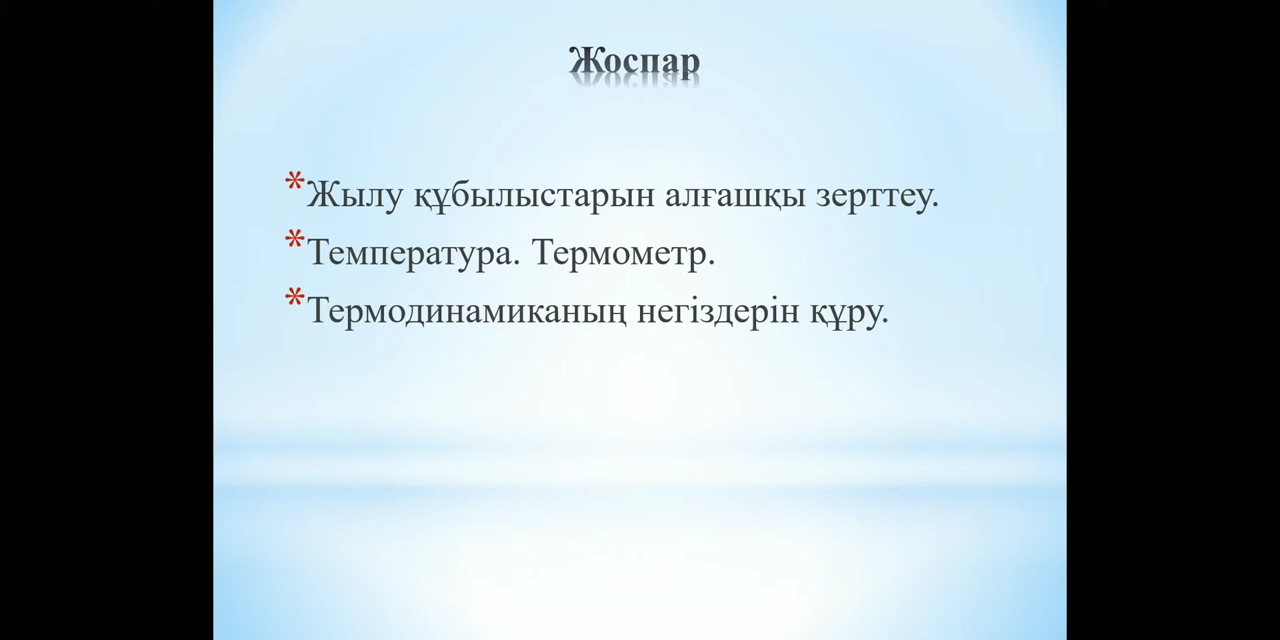 Жоспар
*Жылу құбылыстарын алғашқы зерттеу.
*Температура. Термометр.
*Термодинамиканың негіздерін құру.